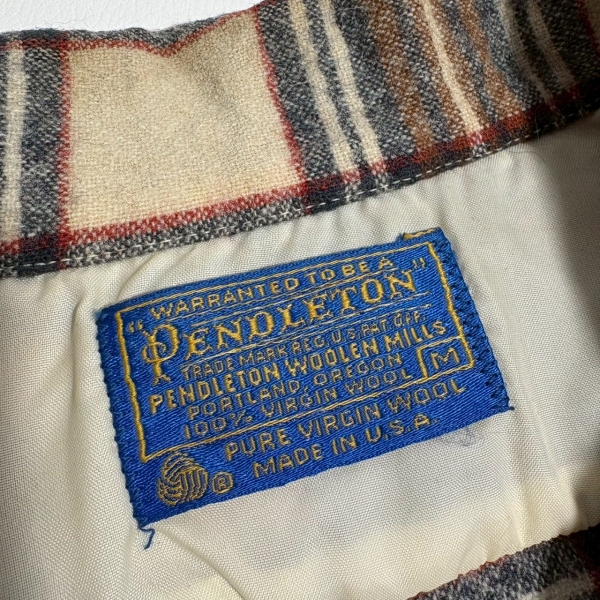 WARRANTED TO BE A
"PENDLETON"
TRADE MARK REG. U.S. PAT. OFF.
PENDLETON WOOLEN MILLS
PORTLAND, OREGON
M
100% VIRGIN WOOL
PURE VIRGIN WOOL
®
MADE IN U.S.A.